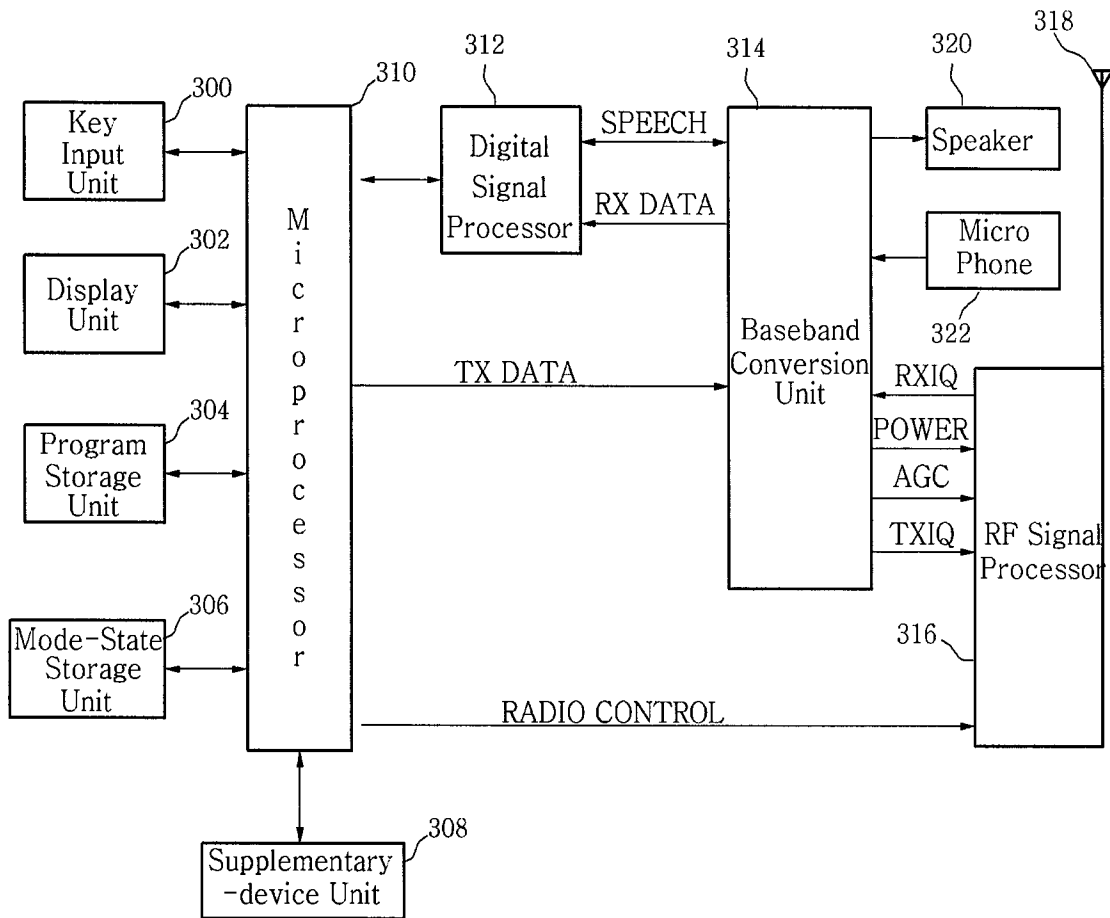 318
312
314
320
310
300
Key
Input
Unit
SPEECH
Digital
Signal
Processor
Speaker
RX DATA
Micro
Phone
302
Display
Unit
322
Microprocessor
Baseband
Conversion
Unit
TX DATA
RXIQ
304
POWER
Program
Storage
Unit
AGC
TXIQ
RF Signal
Processor
306
Mode-State
Storage
Unit
316
RADIO CONTROL
308
Supplementary
-device Unit